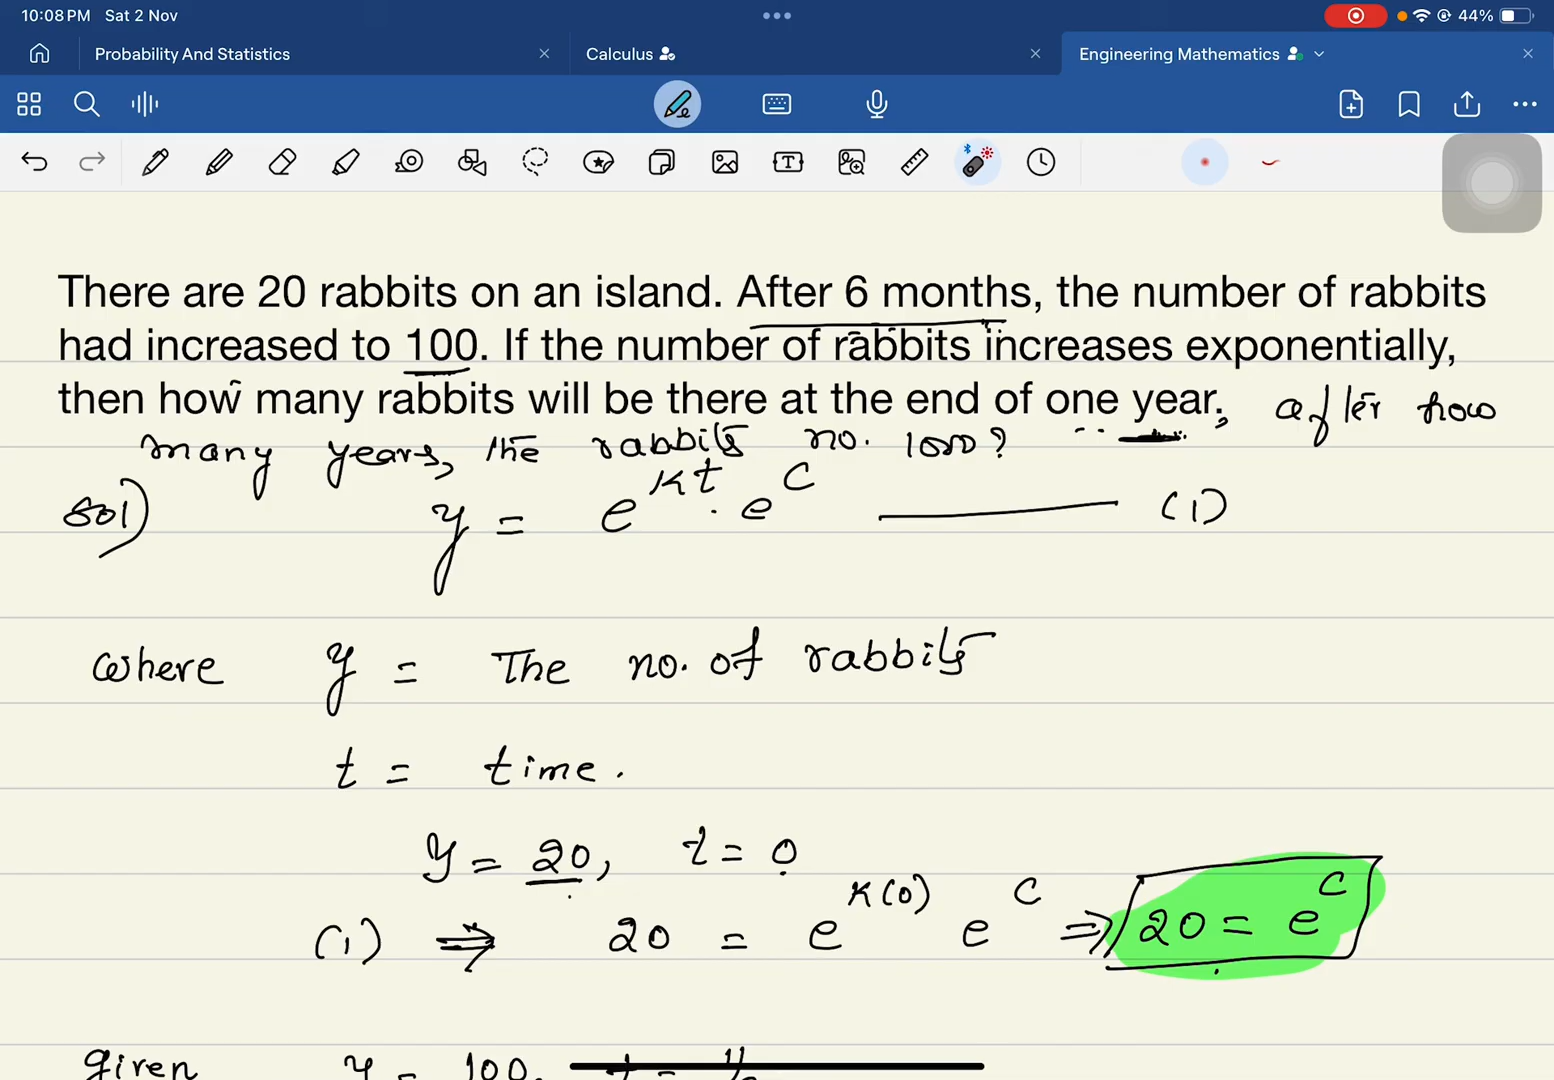 10:08 PM Sat 2 Nov
44%
Probability And Statistics
Calculus
Engineering Mathematics
There are 20 rabbits on an island. After 6 months, the number of rabbits
had increased to 100. If the number of rabbits increases exponentially,
then how many rabbits will be there at the end of one year, after how
many years, the rabbits no. 1000?
Sol) y = e^{Kt} . e^{C} (1)
where y = The no. of rabbits
t = time.
y = 20, t = 0
(1) ⇒ 20 = e^{K(0)} e^{C} ⇒ 20 = e^{C}
given y = 100,